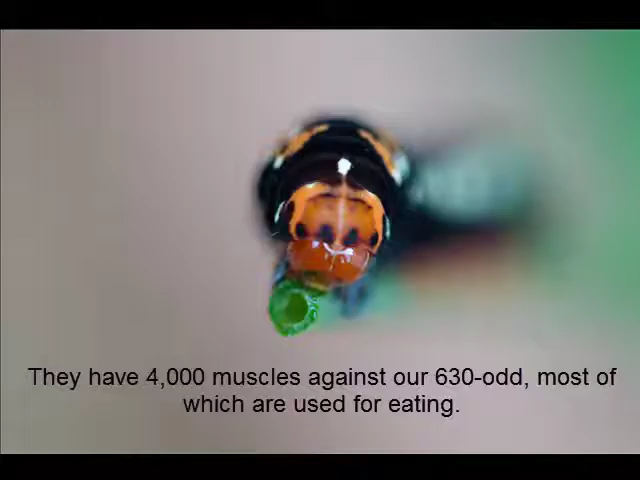 They have 4,000 muscles against our 630-odd, most of
which are used for eating.